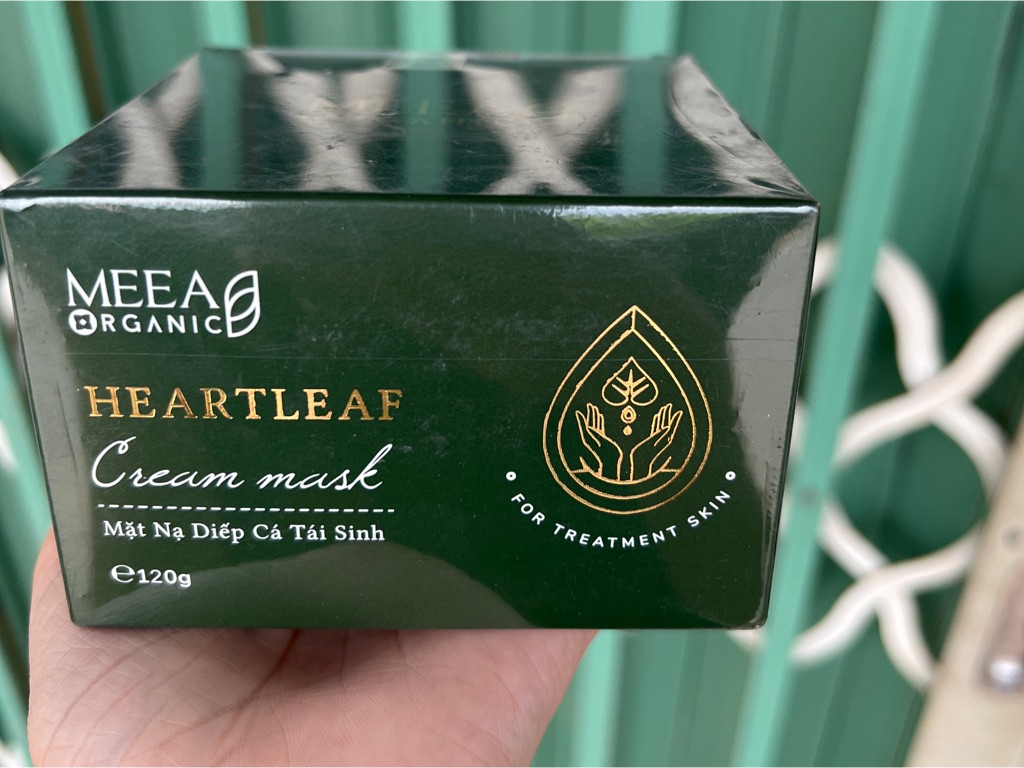 MEEA
ORGANIC
HEARTLEAF
Cream mask
Mặt Nạ Diếp Cá Tái Sinh
℮120g
FOR TREATMENT SKIN